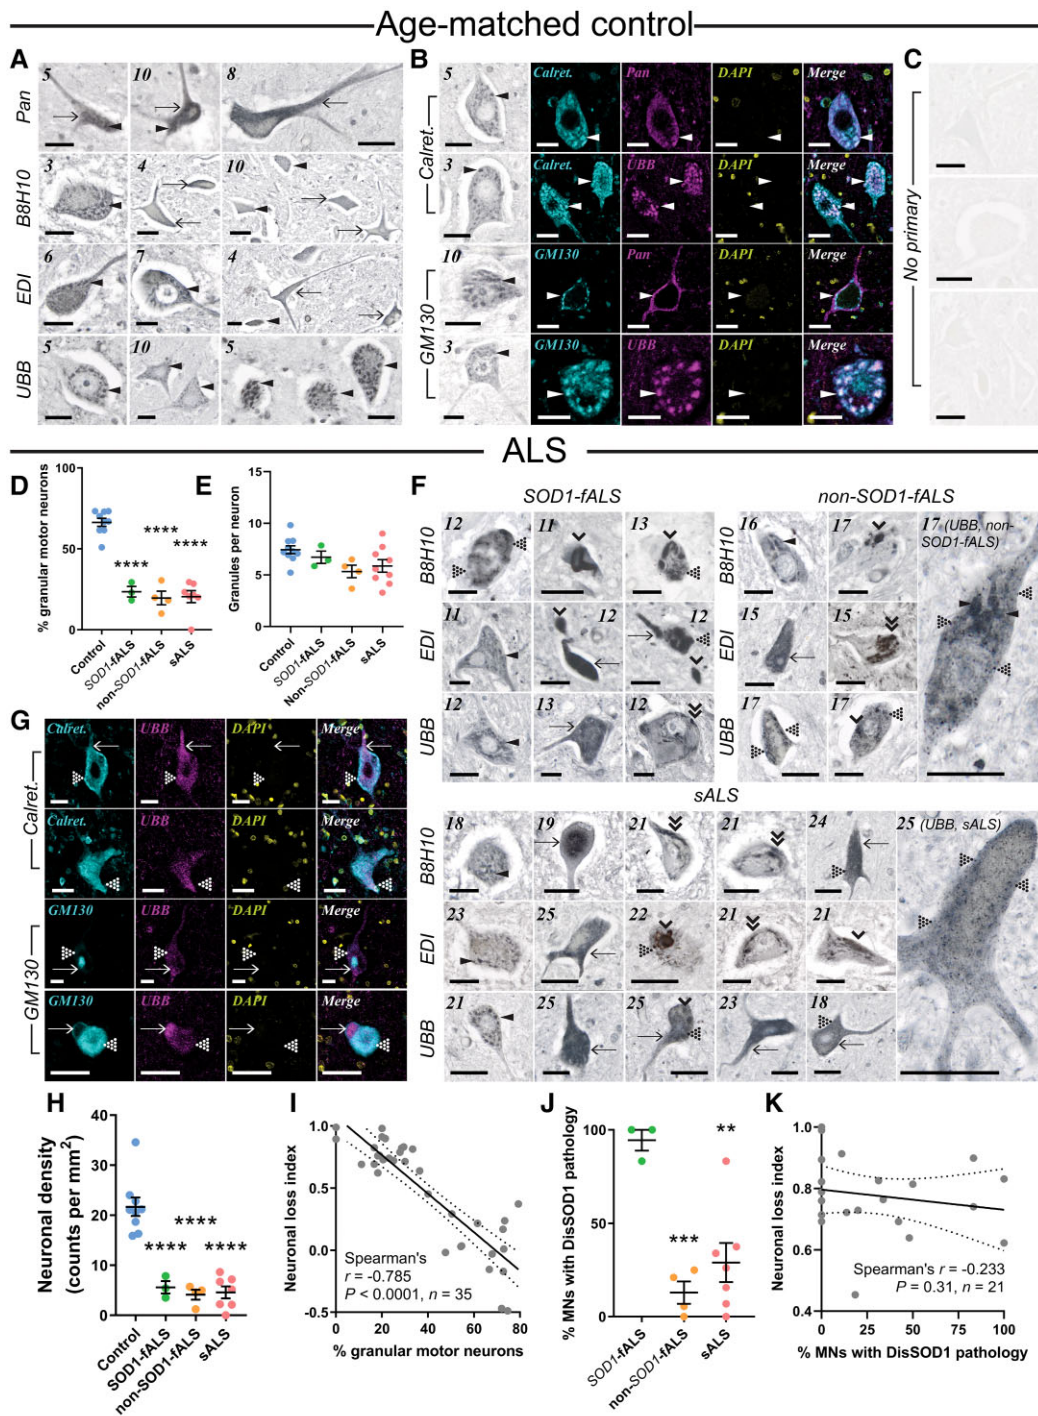 Age-matched control
A
B
C
Pan
5
10
8
B8H10
3
4
10
EDI
6
7
4
UBB
5
10
5
Calret.
5
3
GM130
10
3
Calret.
Pan
DAPI
Merge
Calret.
UBB
DAPI
Merge
GM130
Pan
DAPI
Merge
GM130
UBB
DAPI
Merge
No primary
ALS
D
% granular motor neurons
100
50
0
****
****
****
Control
SOD1-fALS
non-SOD1-fALS
sALS
E
Granules per neuron
15
10
5
0
Control
SOD1-fALS
Non-SOD1-fALS
sALS
F
SOD1-fALS
non-SOD1-fALS
B8H10
12
11
13
EDI
11
12
12
UBB
12
13
12
B8H10
16
17
17 (UBB, non-
SOD1-fALS)
EDI
15
15
UBB
17
17
sALS
B8H10
18
19
21
21
24
25 (UBB, sALS)
EDI
23
25
22
21
21
UBB
21
25
25
23
18
G
Calret.
GM130
Calret.
UBB
DAPI
Merge
Calret.
UBB
DAPI
Merge
GM130
UBB
DAPI
Merge
GM130
UBB
DAPI
Merge
H
Neuronal density
(counts per mm²)
40
30
20
10
0
****
****
****
Control
SOD1-fALS
non-SOD1-fALS
sALS
I
Neuronal loss index
1.0
0.5
0.0
-0.5
0
20
40
60
80
Spearman's
r = -0.785
P < 0.0001, n = 35
% granular motor neurons
J
% MNs with DisSOD1 pathology
100
50
0
***
**
SOD1-fALS
non-SOD1-fALS
sALS
K
Neuronal loss index
1.0
0.8
0.6
0.4
0
25
50
75
100
Spearman's r = -0.233
P = 0.31, n = 21
% MNs with DisSOD1 pathology